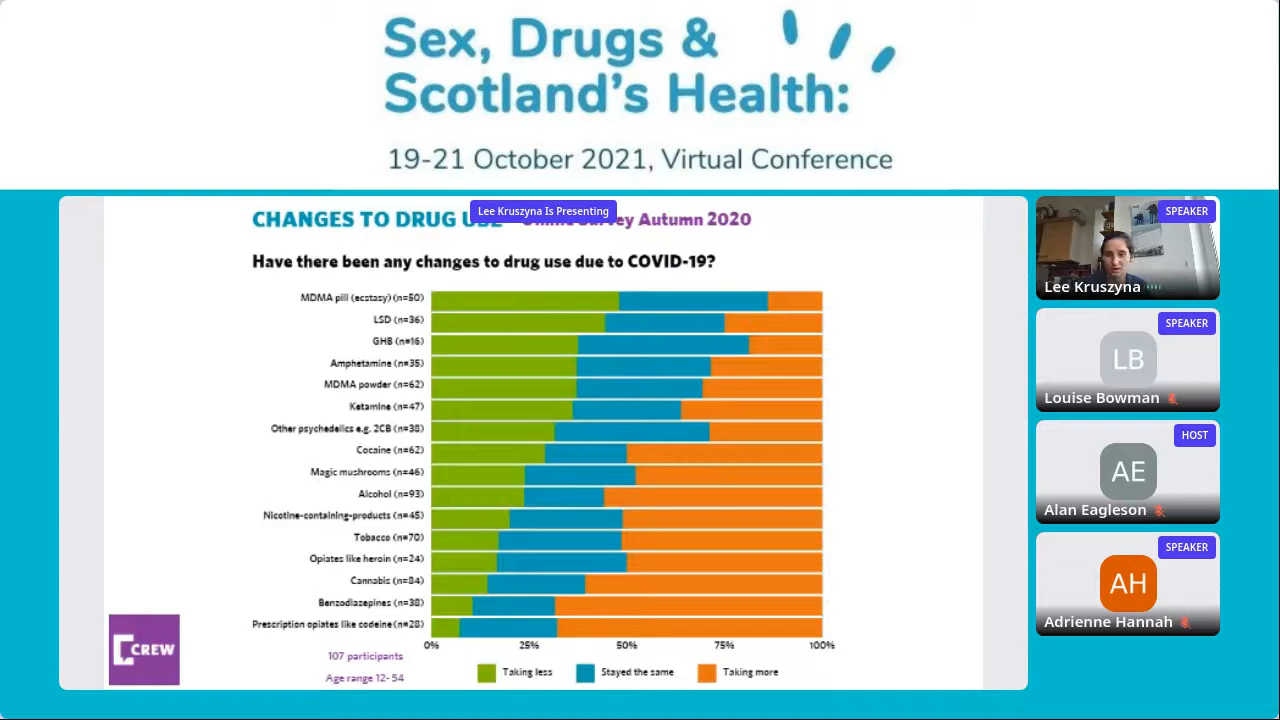 Sex, Drugs &
Scotland's Health:
19-21 October 2021, Virtual Conference
CHANGES TO DRUG
Lee Kruszyna Is Presenting
Survey Autumn 2020
Have there been any changes to drug use due to COVID-19?
MDMA pill (ecstasy) (n=50)
LSD (n=36)
GHB (n=16)
Amphetamine (n=35)
MDMA powder (n=62)
Ketamine (n=47)
Other psychedelics e.g. 2CB (n=38)
Cocaine (n=62)
Magic mushrooms (n=46)
Alcohol (n=93)
Nicotine-containing-products (n=45)
Tobacco (n=70)
Opiates like heroin (n=24)
Cannabis (n=84)
Benzodiazepines (n=38)
Prescription opiates like codeine (n=28)
0% 25% 50% 75% 100%
107 participants
Age range 12- 54
Taking less Stayed the same Taking more
CREW
SPEAKER
Lee Kruszyna
SPEAKER
LB
Louise Bowman
HOST
AE
Alan Eagleson
SPEAKER
AH
Adrienne Hannah